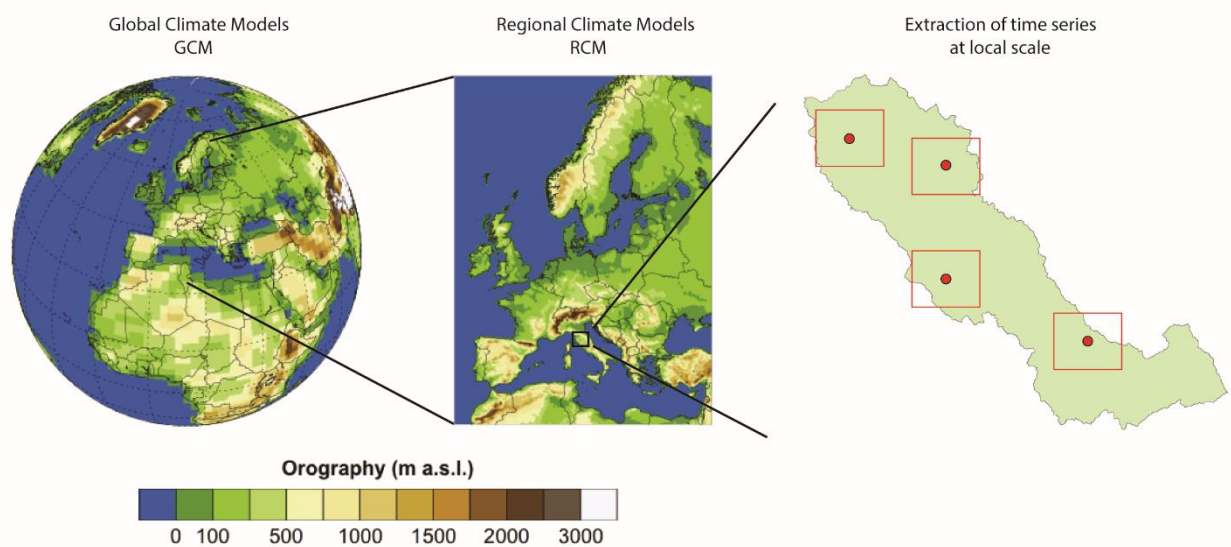 Global Climate Models
GCM
Regional Climate Models
RCM
Extraction of time series
at local scale
Orography (m a.s.l.)
0 100 500 1000 1500 2000 3000